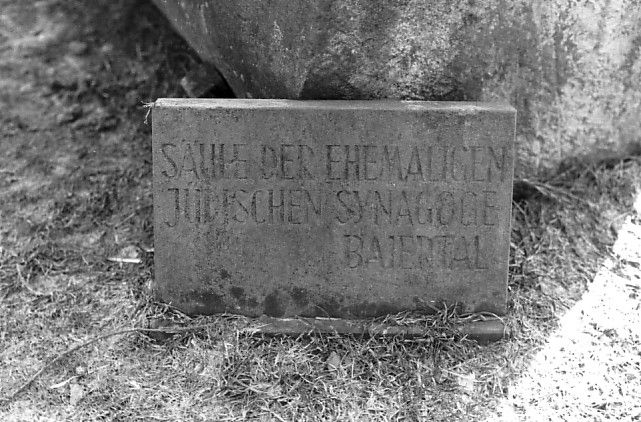 SÄULE DER EHEMALIGEN
JÜDISCHEN SYNAGOGE
BAIERTAL